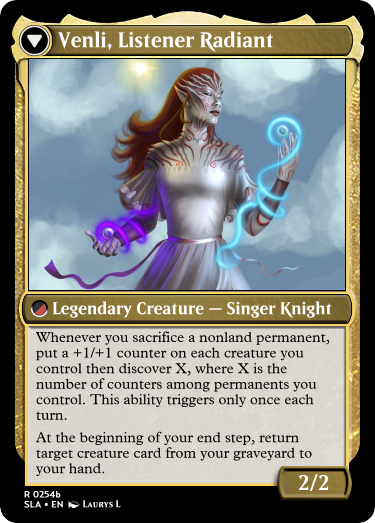 Venli, Listener Radiant
Legendary Creature — Singer Knight
Whenever you sacrifice a nonland permanent,
put a +1/+1 counter on each creature you
control then discover X, where X is the
number of counters among permanents you
control. This ability triggers only once each
turn.
At the beginning of your end step, return
target creature card from your graveyard to
your hand.
2/2
R 0254b
SLA • EN Laurys L